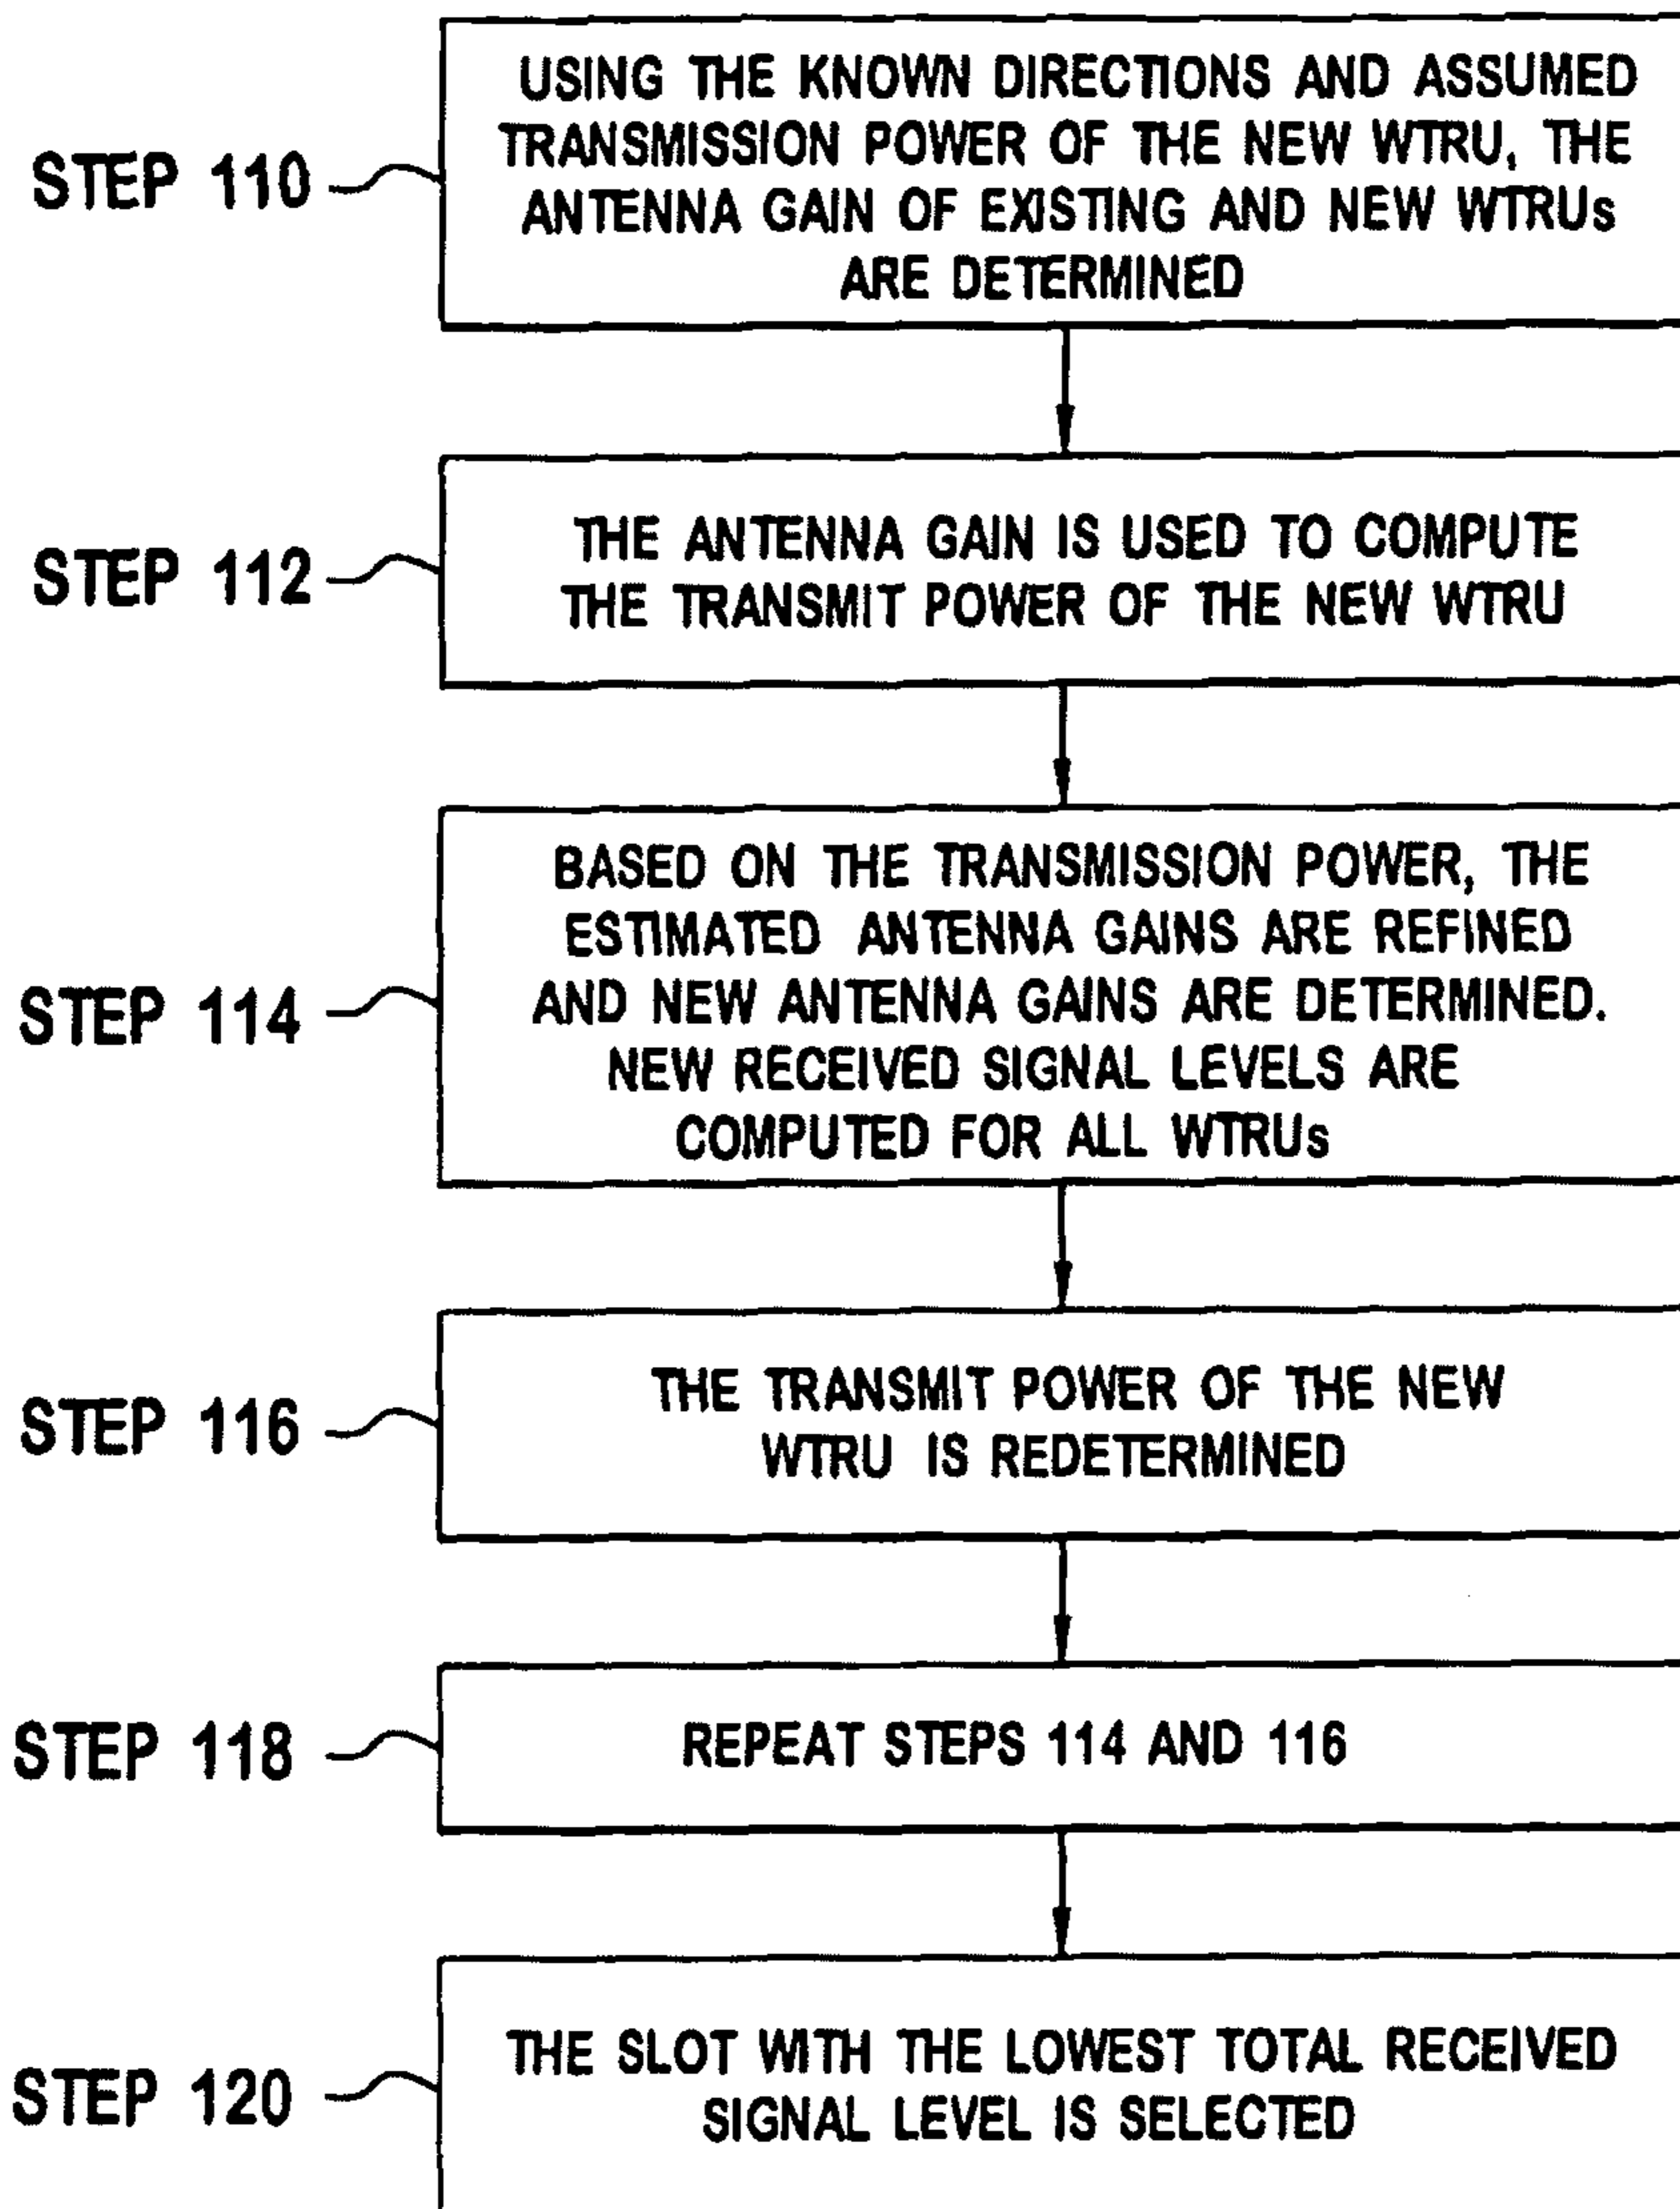 STEP 110
USING THE KNOWN DIRECTIONS AND ASSUMED
TRANSMISSION POWER OF THE NEW WTRU, THE
ANTENNA GAIN OF EXISTING AND NEW WTRUs
ARE DETERMINED
STEP 112
THE ANTENNA GAIN IS USED TO COMPUTE
THE TRANSMIT POWER OF THE NEW WTRU
STEP 114
BASED ON THE TRANSMISSION POWER, THE
ESTIMATED ANTENNA GAINS ARE REFINED
AND NEW ANTENNA GAINS ARE DETERMINED.
NEW RECEIVED SIGNAL LEVELS ARE
COMPUTED FOR ALL WTRUs
STEP 116
THE TRANSMIT POWER OF THE NEW
WTRU IS REDETERMINED
STEP 118
REPEAT STEPS 114 AND 116
STEP 120
THE SLOT WITH THE LOWEST TOTAL RECEIVED
SIGNAL LEVEL IS SELECTED